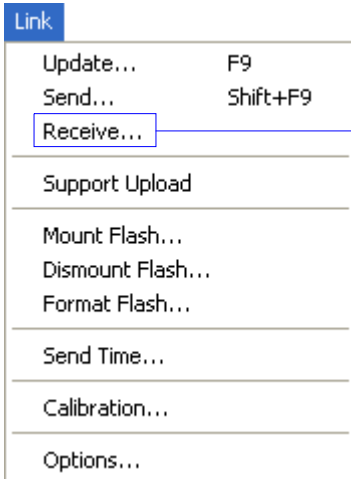 Link
Update... F9
Send... Shift+F9
Receive...
Support Upload
Mount Flash...
Dismount Flash...
Format Flash...
Send Time...
Calibration...
Options...